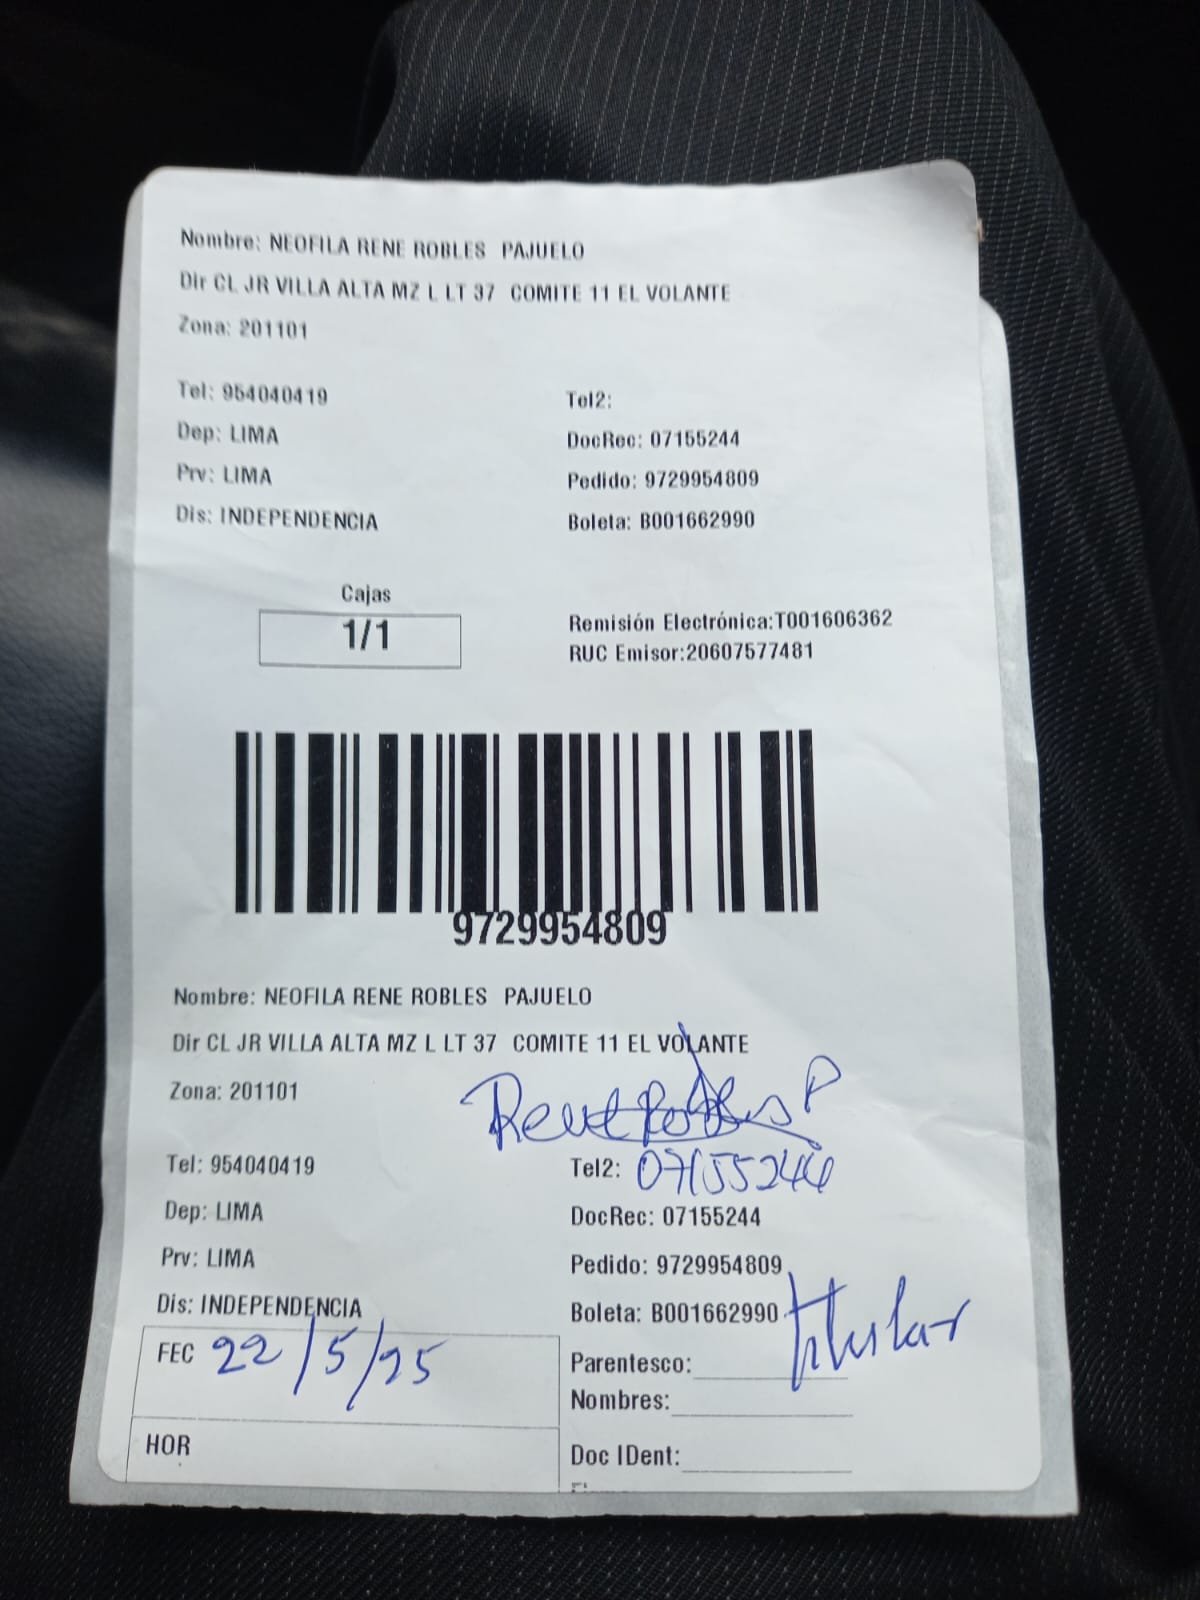 Nombre: NEOFILA RENE ROBLES PAJUELO
Dir CL JR VILLA ALTA MZ L LT 37 COMITE 11 EL VOLANTE
Zona: 201101
Tel: 954040419 Tel2:
Dep: LIMA DocRec: 07155244
Prv: LIMA Pedido: 9729954809
Dis: INDEPENDENCIA Boleta: B001662990
Cajas
1/1
Remisión Electrónica:T001606362
RUC Emisor:20607577481
9729954809
Nombre: NEOFILA RENE ROBLES PAJUELO
Dir CL JR VILLA ALTA MZ L LT 37 COMITE 11 EL VOLANTE
Zona: 201101
Rene Robles P
Tel: 954040419 Tel2: 07155244
Dep: LIMA DocRec: 07155244
Prv: LIMA Pedido: 9729954809
Dis: INDEPENDENCIA Boleta: B001662990
FEC 22/5/25 Parentesco: titular
Nombres:
HOR Doc IDent: